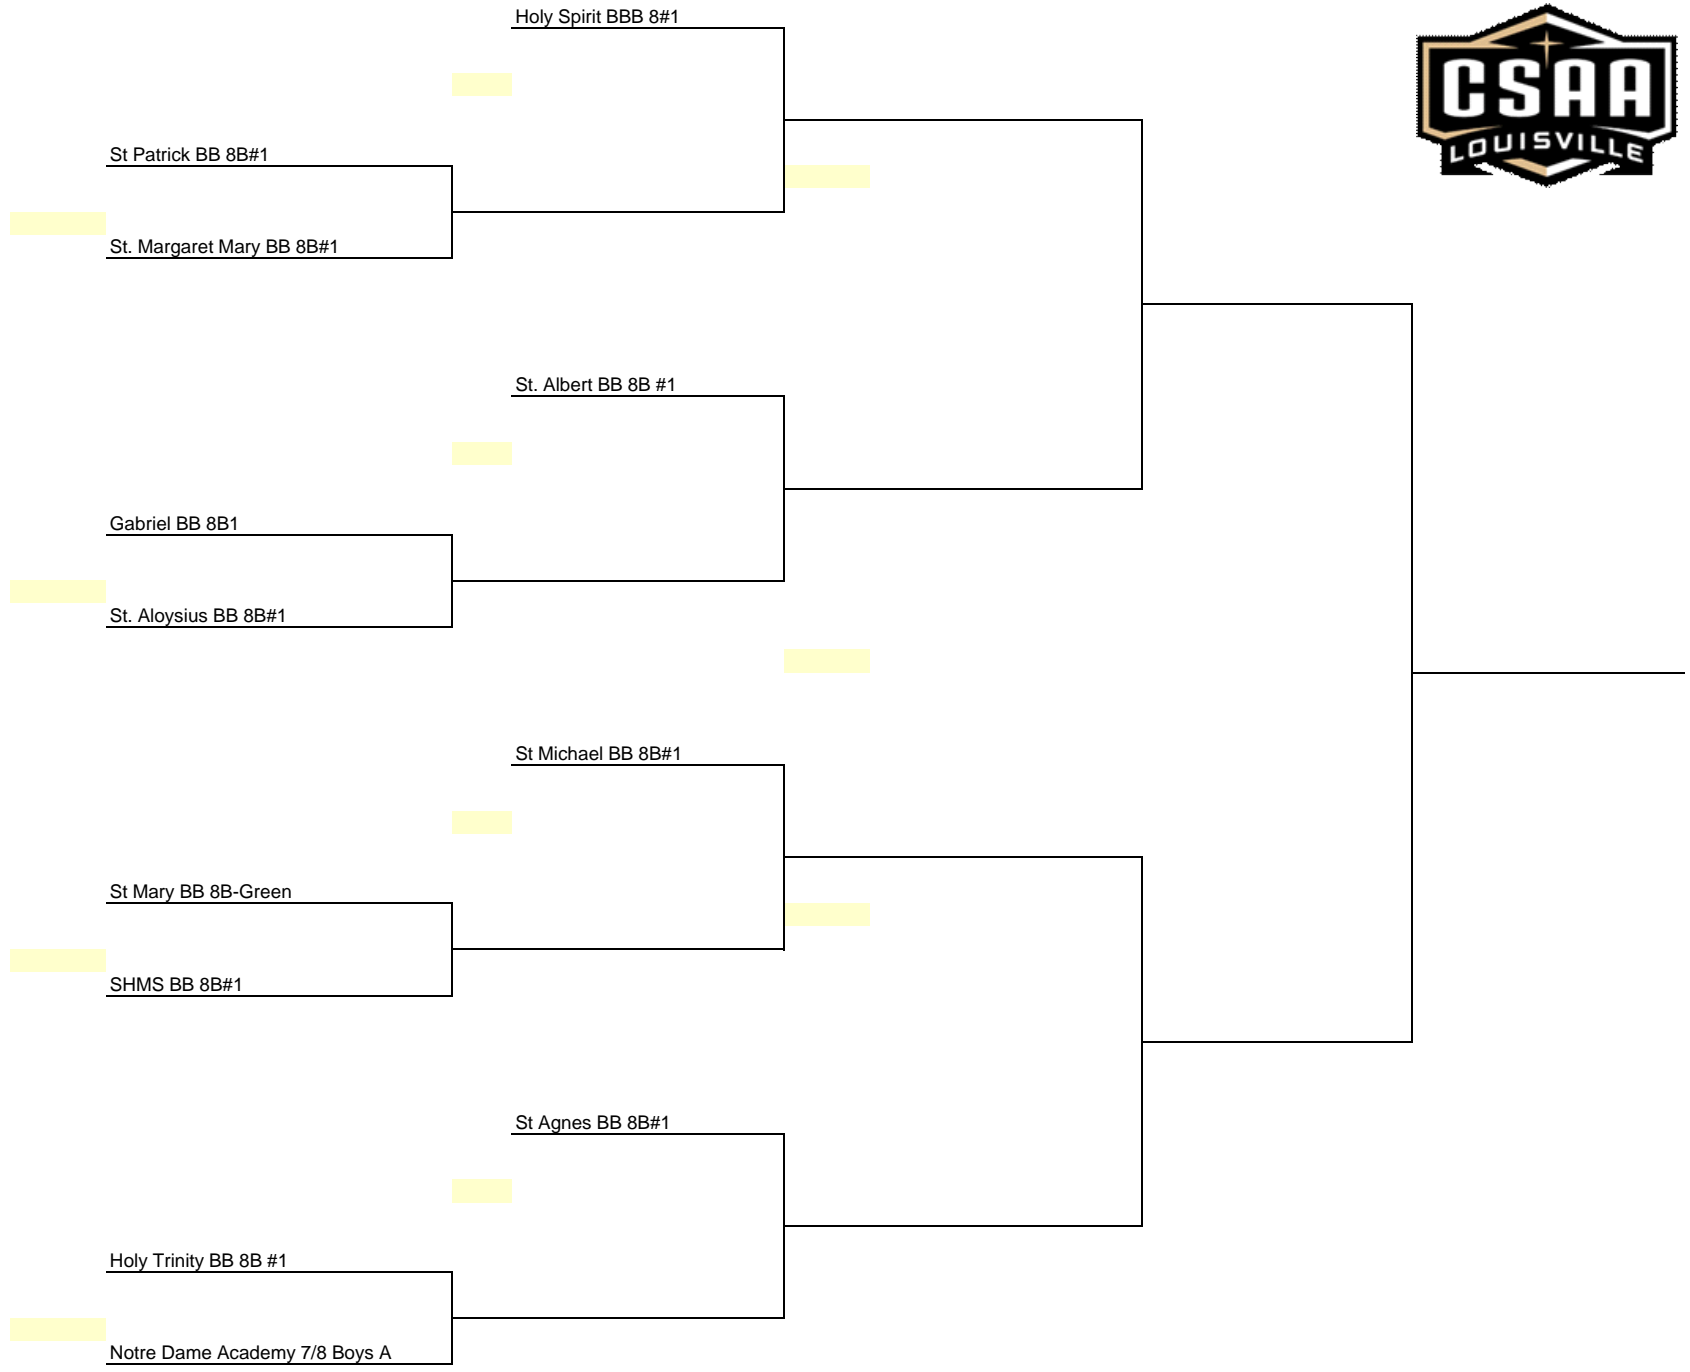 Holy Spirit BBB 8#1
CSAA
LOUISVILLE
St Patrick BB 8B#1
St. Margaret Mary BB 8B#1
St. Albert BB 8B #1
Gabriel BB 8B1
St. Aloysius BB 8B#1
St Michael BB 8B#1
St Mary BB 8B-Green
SHMS BB 8B#1
St Agnes BB 8B#1
Holy Trinity BB 8B #1
Notre Dame Academy 7/8 Boys A